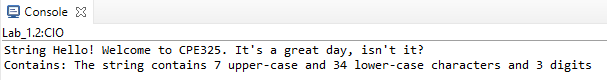 Console
Lab_1.2:CIO
String Hello! Welcome to CPE325. It's a great day, isn't it?
Contains: The string contains 7 upper-case and 34 lower-case characters and 3 digits